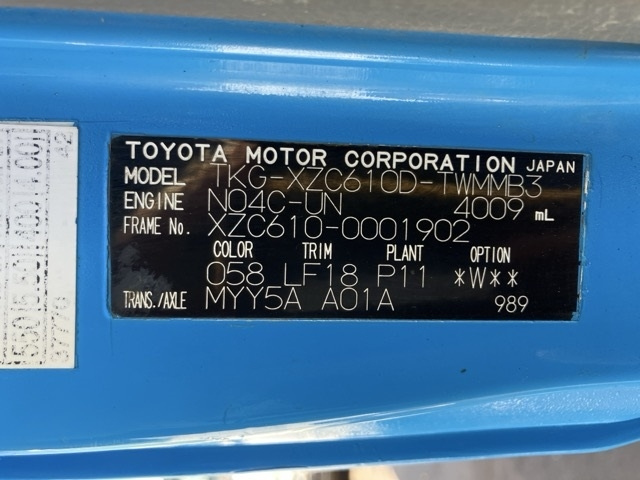 TOYOTA MOTOR CORPORATION JAPAN
MODEL TKG-XZC610D-TWMMB3
ENGINE N04C-UN 4009 mL
FRAME No. XZC610-0001902
COLOR TRIM PLANT OPTION
058 LF18 P11 *W**
TRANS./AXLE MYY5A A01A 989
42